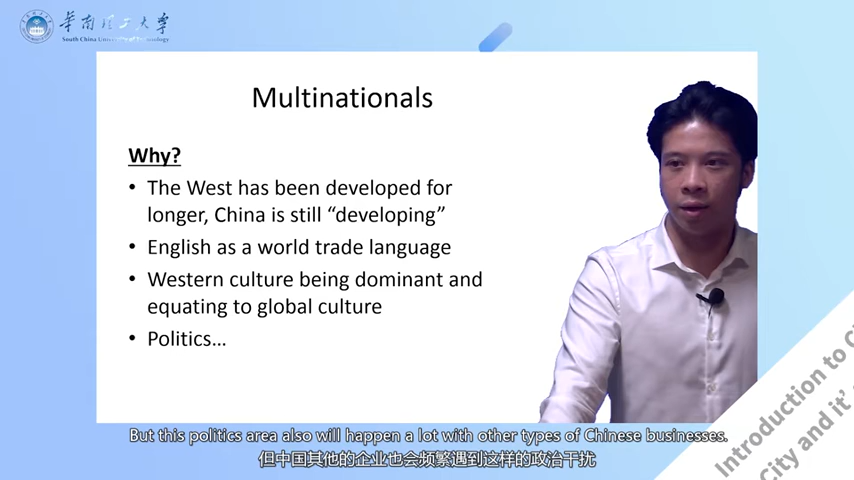 華南理工大學
South China University of Technology
Multinationals
Why?
• The West has been developed for
longer, China is still “developing”
• English as a world trade language
• Western culture being dominant and
equating to global culture
• Politics…
Introduction to
City and it'
But this politics area also will happen a lot with other types of Chinese businesses.
但中国其他的企业也会频繁遇到这样的政治干扰